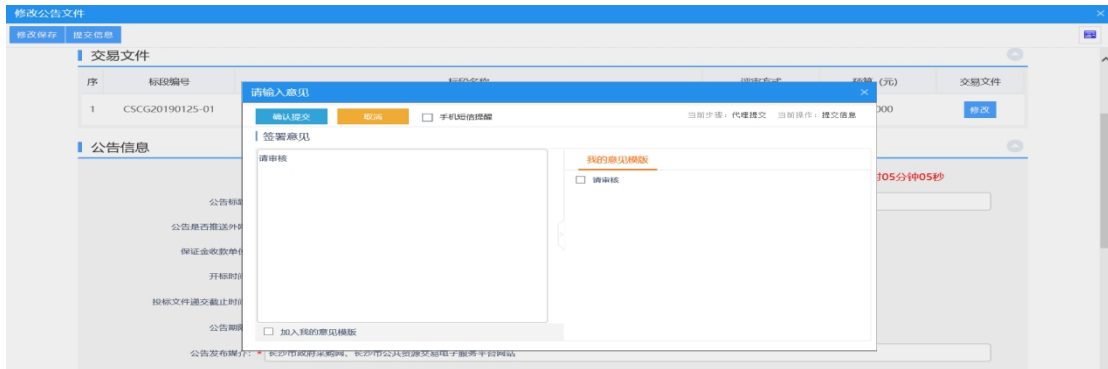 修改公告文件
修改保存 提交信息
交易文件
序 标段编号 (元) 交易文件
1 CSCG20190125-01 000 修改
请输入意见
确认提交 取消 手机短信提醒 当前步骤：代理提交 当前操作：提交信息
签署意见
请审核
我的意见模版
请审核
加入我的意见模版
公告信息
时05分钟05秒
公告标题
公告是否推送外网
保证金收款单位
开标时间
投标文件递交截止时间
公告期限
公告发布媒介：* 长沙市政府采购网、长沙市公共资源交易电子服务平台网站